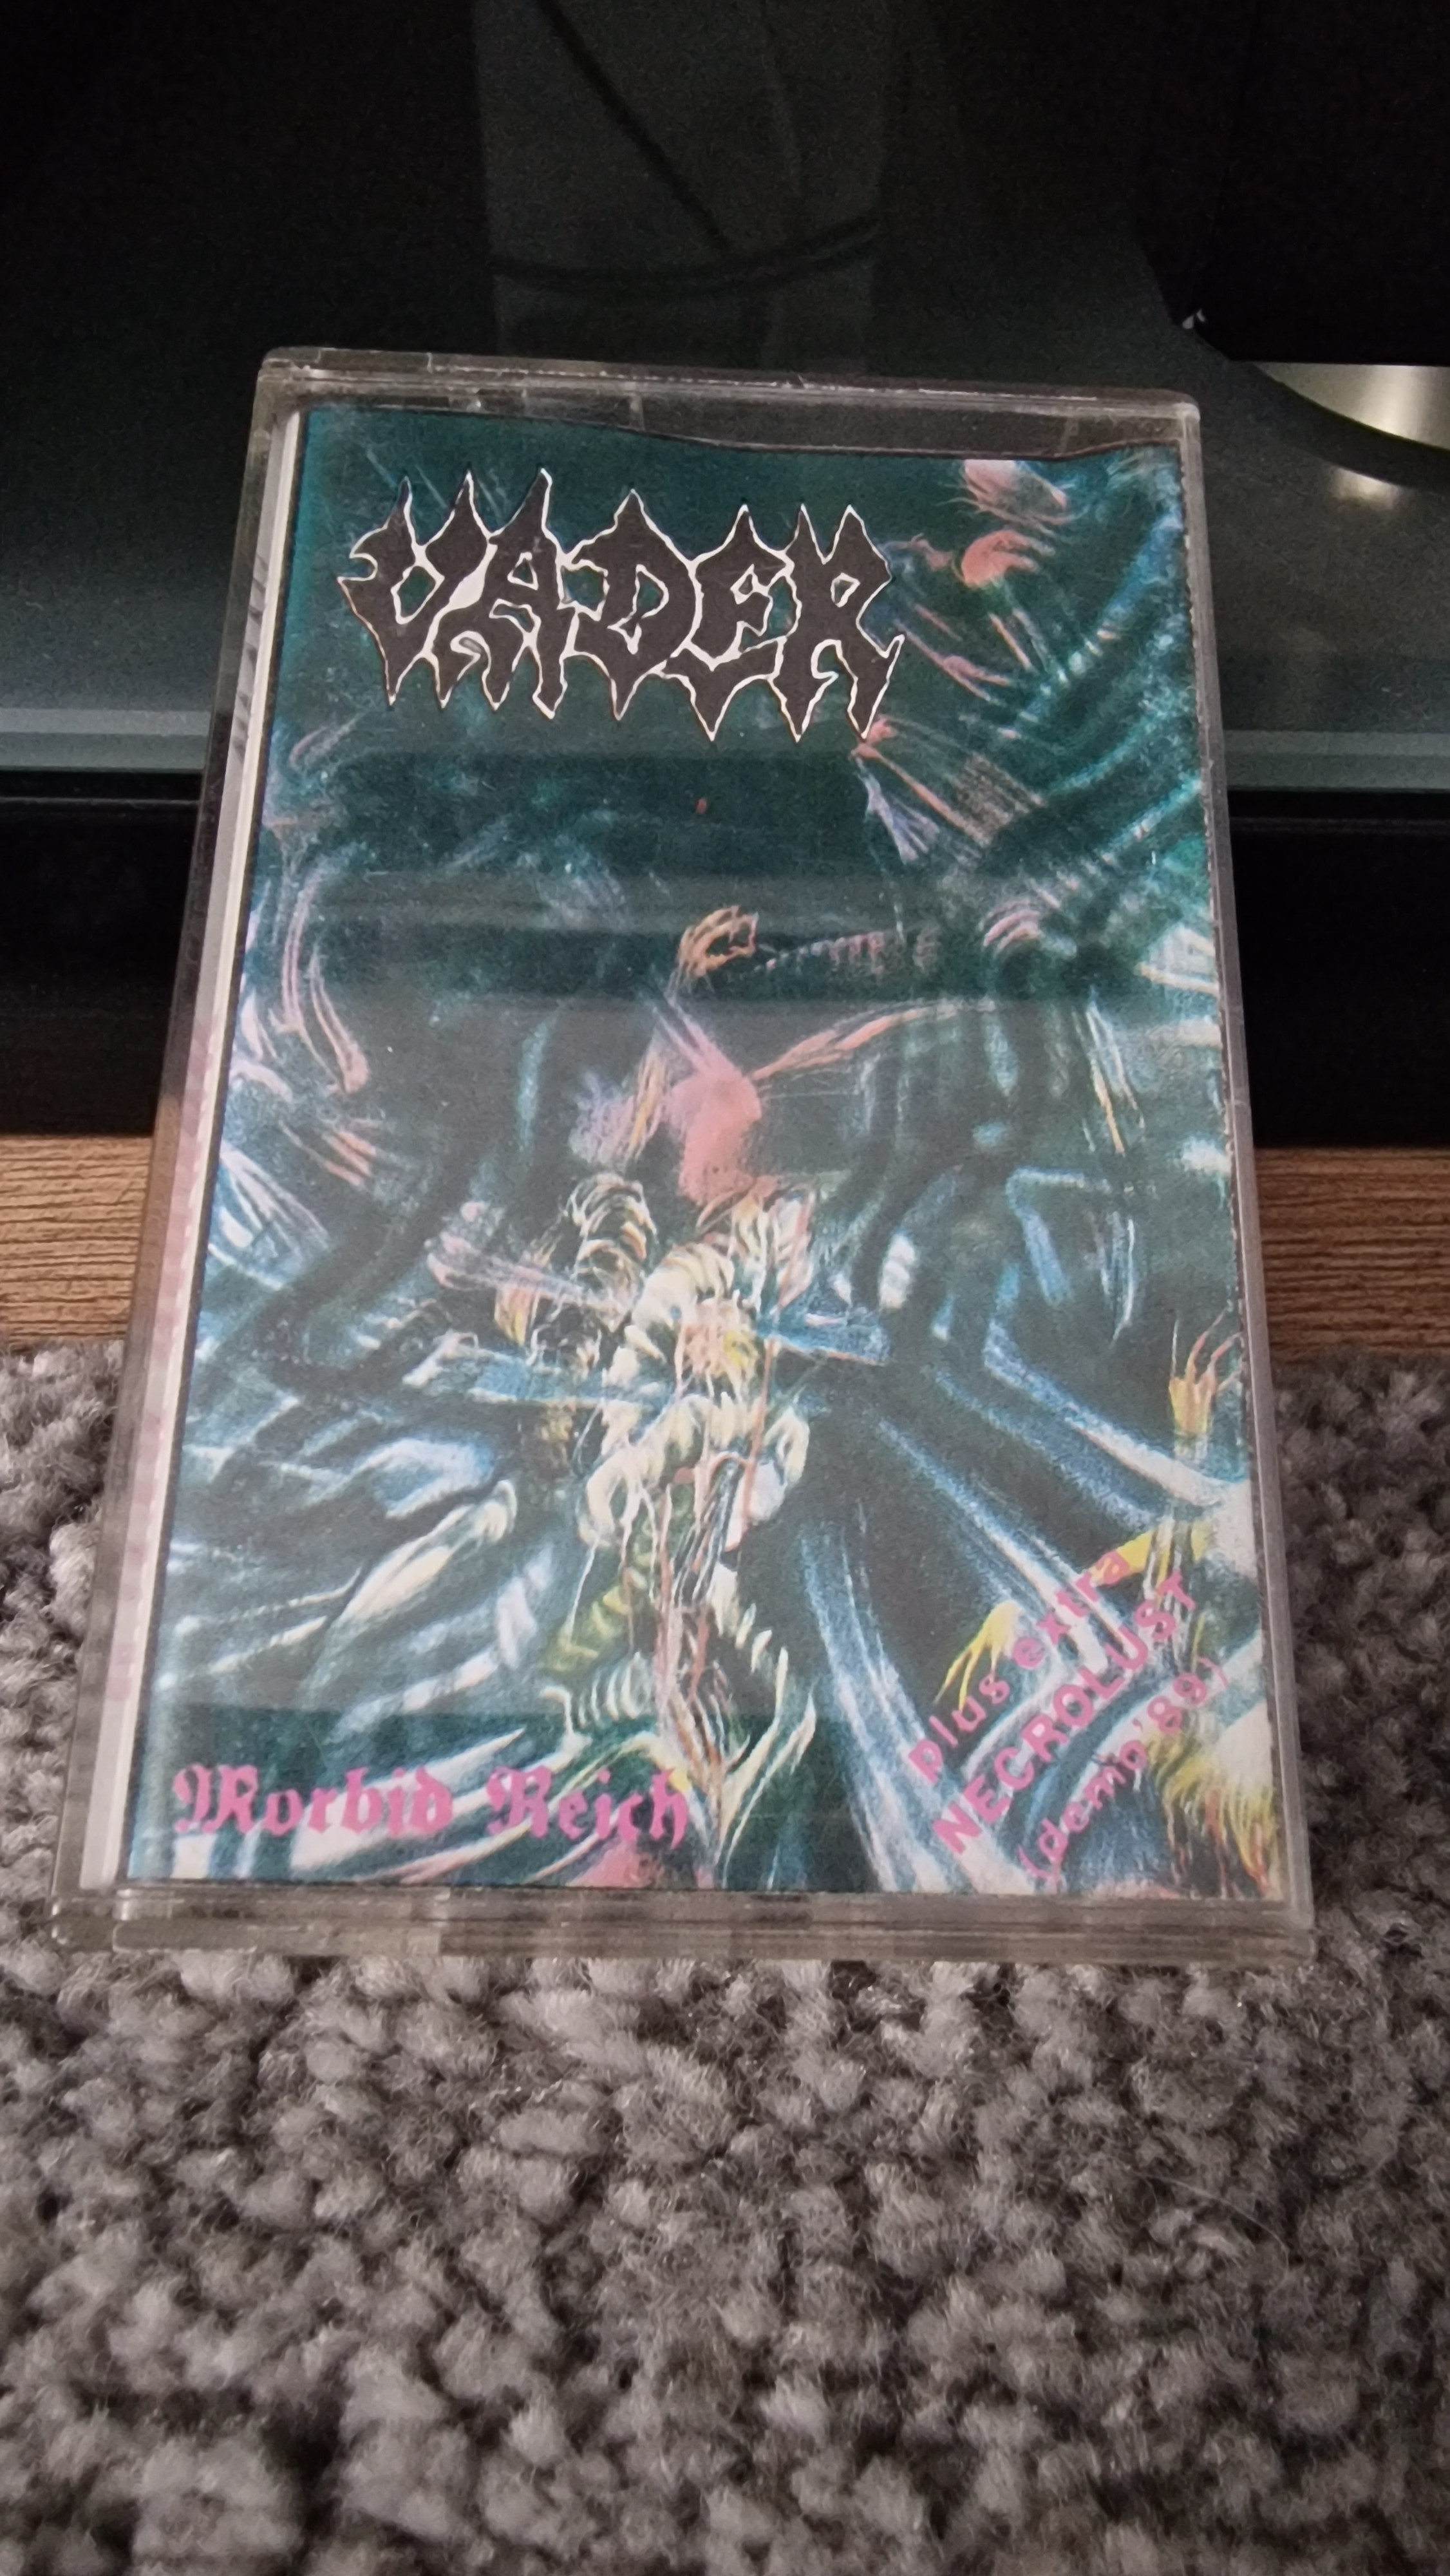 VADER
Morbid Reich
plus extra
NECROLUST
(demo'89)